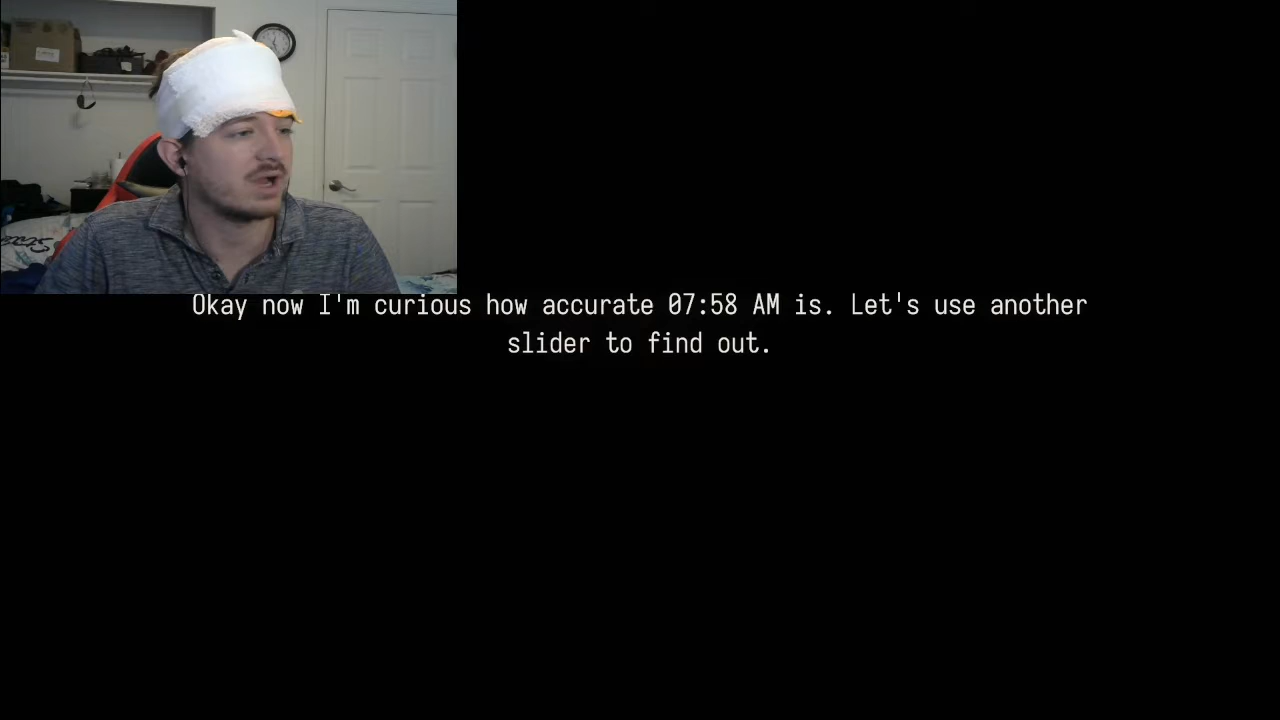 Okay now I'm curious how accurate 07:58 AM is. Let's use another
slider to find out.